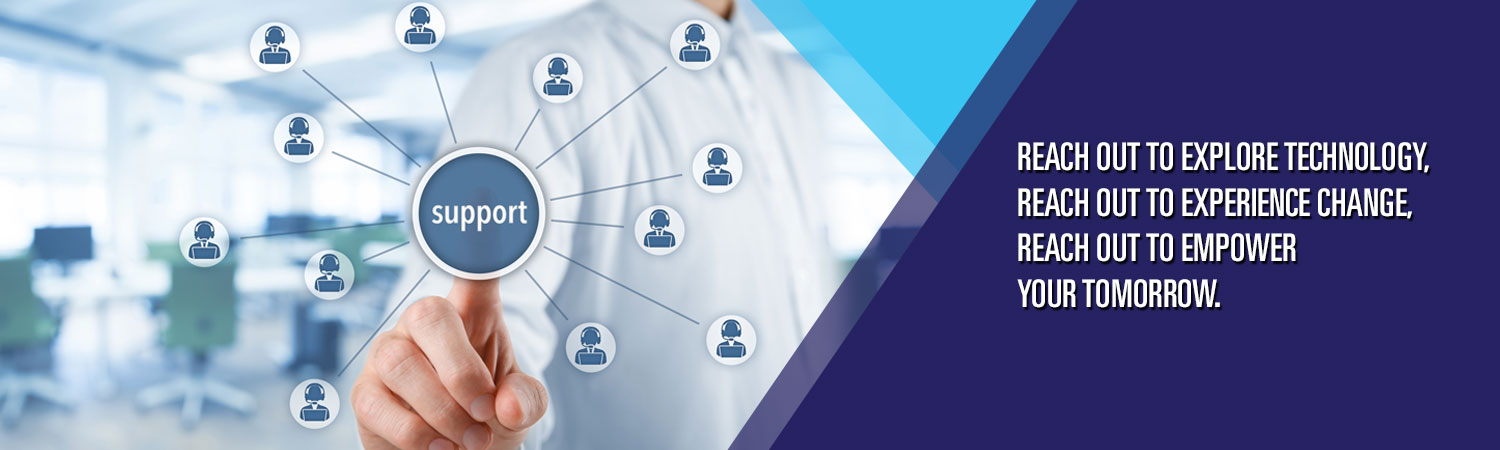 support
REACH OUT TO EXPLORE TECHNOLOGY,
REACH OUT TO EXPERIENCE CHANGE,
REACH OUT TO EMPOWER
YOUR TOMORROW.